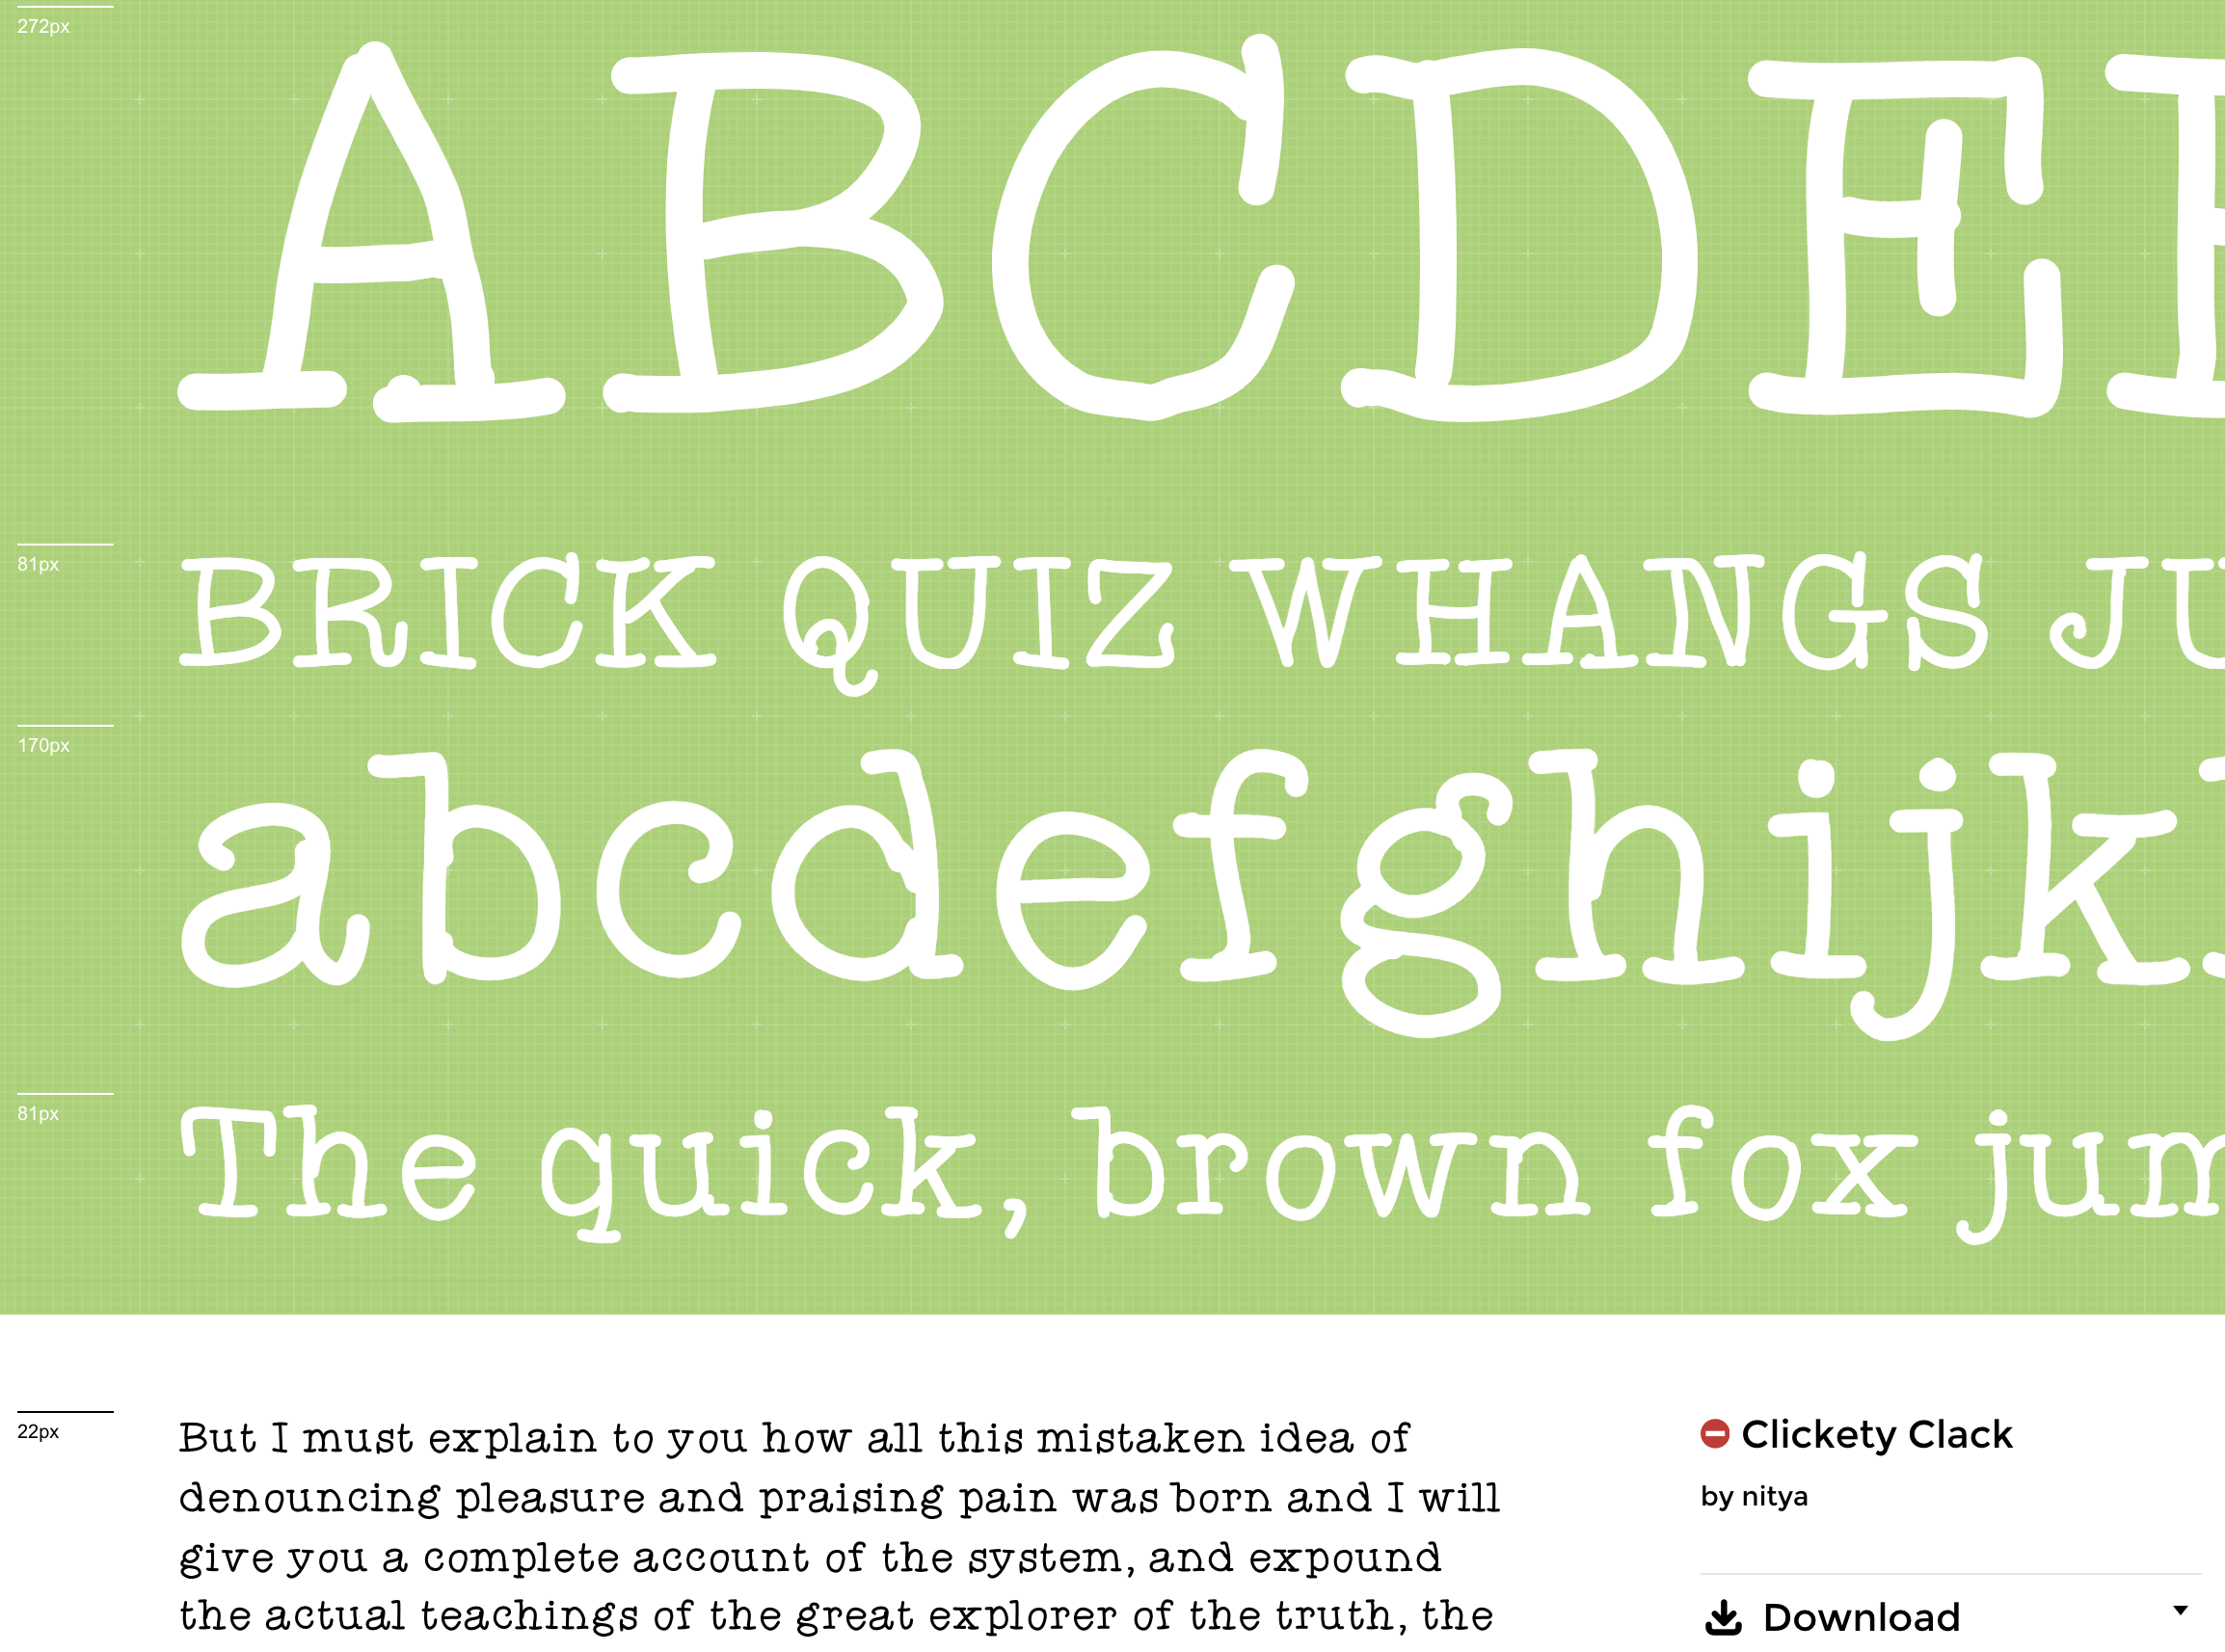 272px
ABCDE
81px
BRICK QUIZ WHANGS JU
170px
abcdefghijk
81px
The quick, brown fox jum
22px
But I must explain to you how all this mistaken idea of
denouncing pleasure and praising pain was born and I will
give you a complete account of the system, and expound
the actual teachings of the great explorer of the truth, the
Clickety Clack
by nitya
Download